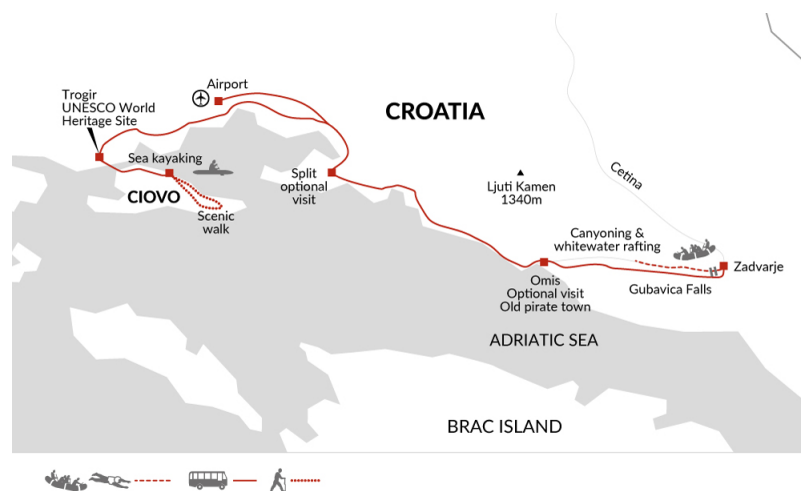 Airport
Trogir
UNESCO World
Heritage Site
CROATIA
Sea kayaking
CIOVO
Scenic
walk
Split
optional
visit
Ljuti Kamen
1340m
Cetina
Canyoning &
whitewater rafting
Zadvarje
Gubavica Falls
Omis
Optional visit
Old pirate town
ADRIATIC SEA
BRAC ISLAND